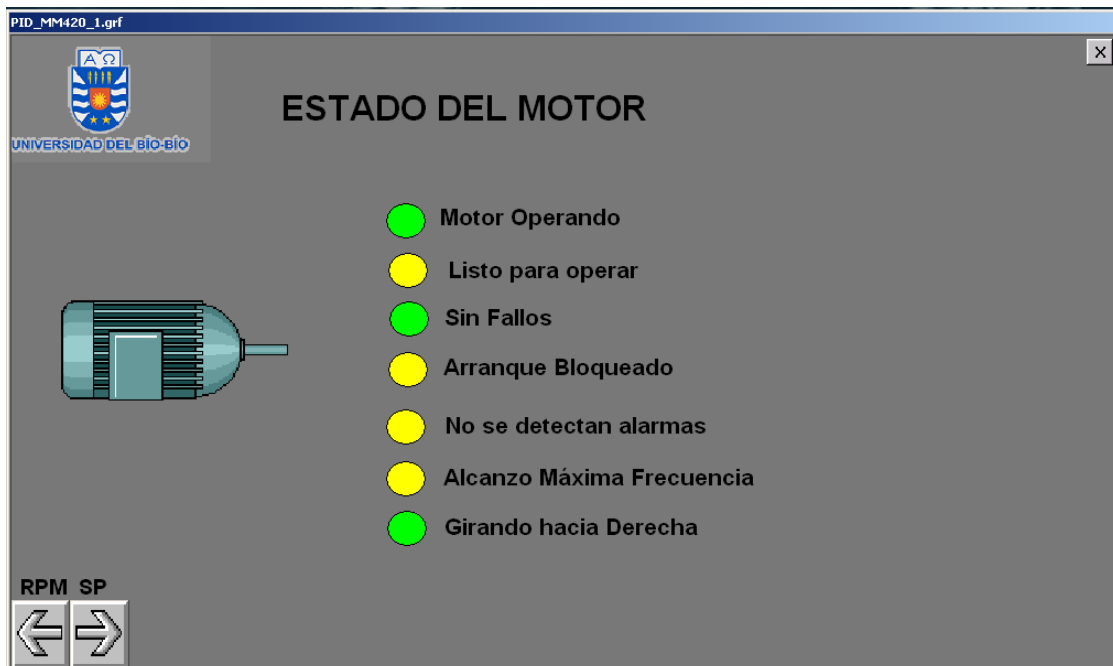 PID_MM420_1.grf
X
ΑΩ
UNIVERSIDAD DEL BÍO-BÍO
ESTADO DEL MOTOR
Motor Operando
Listo para operar
Sin Fallos
Arranque Bloqueado
No se detectan alarmas
Alcanzo Máxima Frecuencia
Girando hacia Derecha
RPM SP